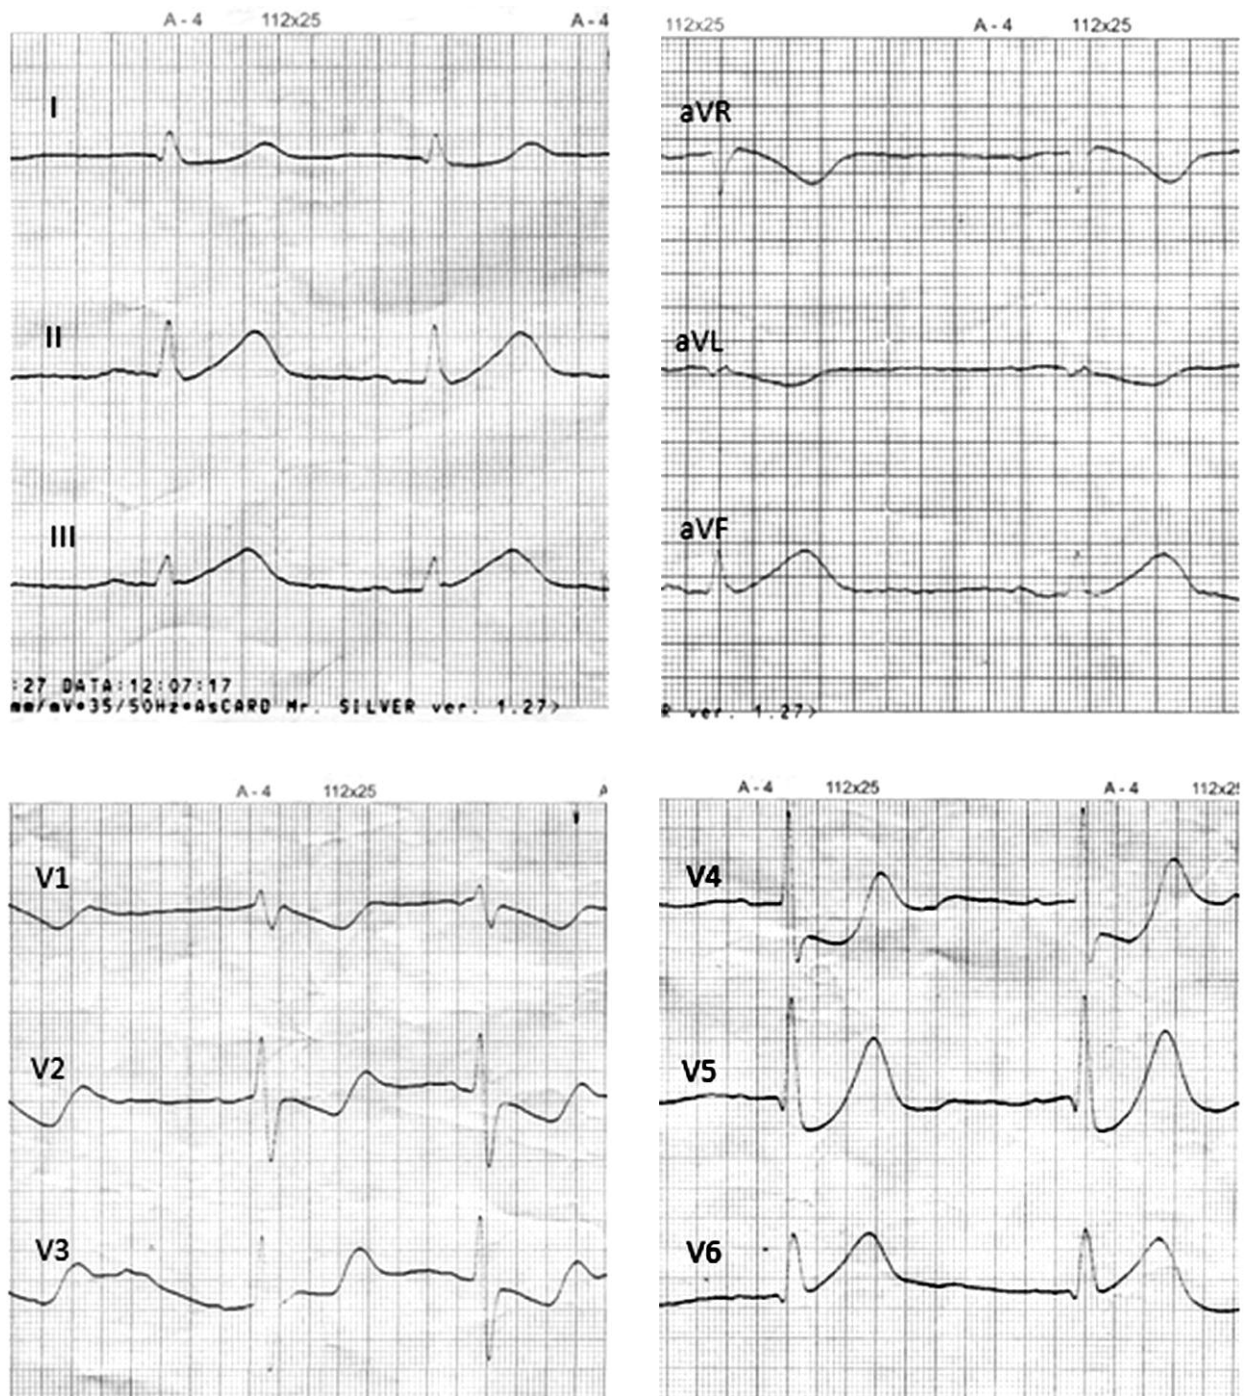 A - 4 112x25 A - 4
I
II
III
:27 DATA:12:07:17
mm/mV*35/50Hz*AsCARD Mr. SILVER ver. 1.27>
112x25 A - 4 112x25
aVR
aVL
aVF
R ver. 1.27>
A - 4 112x25 A
V1
V2
V3
A - 4 112x25 A - 4 112x25
V4
V5
V6